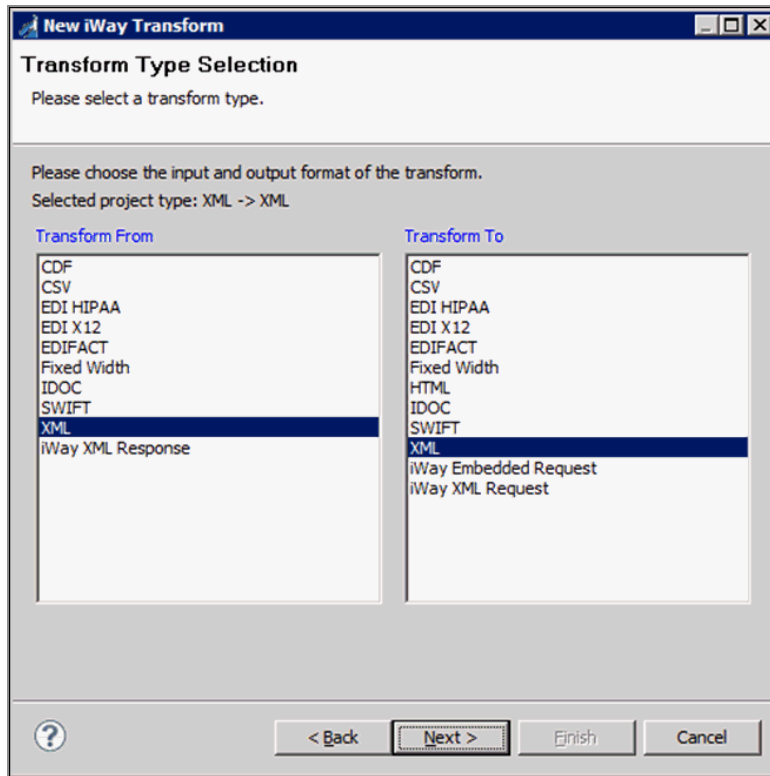 New iWay Transform
Transform Type Selection
Please select a transform type.
Please choose the input and output format of the transform.
Selected project type: XML -> XML
Transform From
CDF
CSV
EDI HIPAA
EDI X12
EDIFACT
Fixed Width
IDOC
SWIFT
XML
iWay XML Response
Transform To
CDF
CSV
EDI HIPAA
EDI X12
EDIFACT
Fixed Width
HTML
IDOC
SWIFT
XML
iWay Embedded Request
iWay XML Request
? < Back Next > Finish Cancel